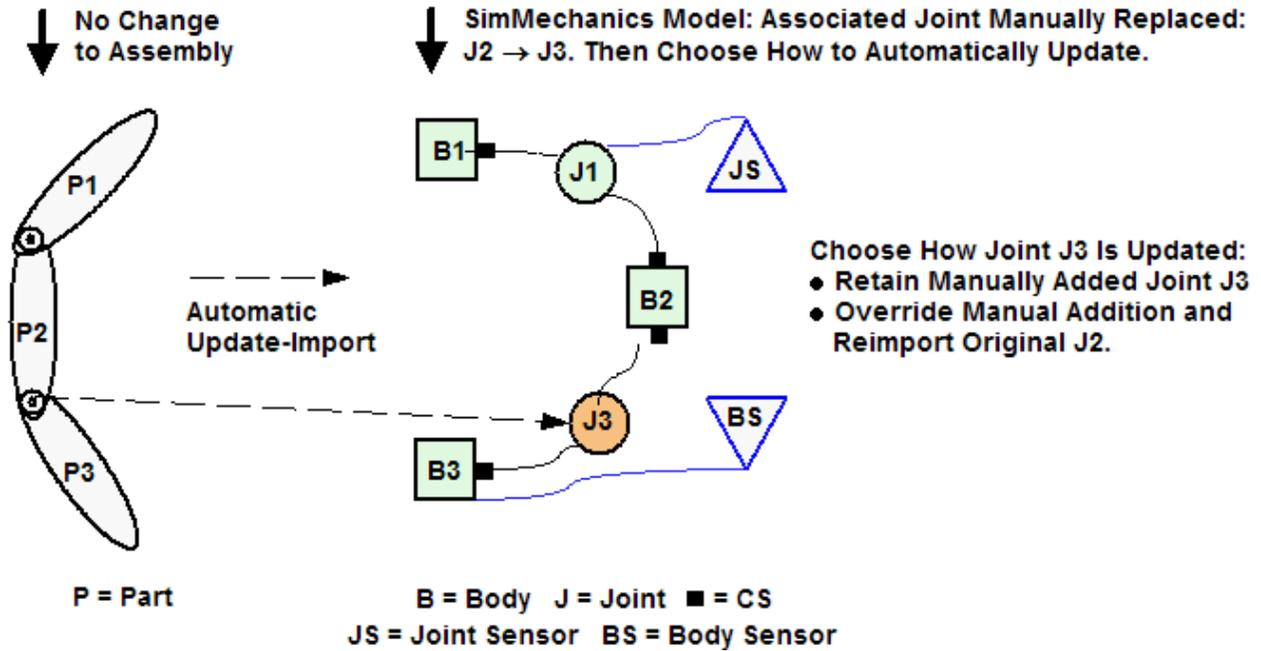 No Change
to Assembly
SimMechanics Model: Associated Joint Manually Replaced:
J2 → J3. Then Choose How to Automatically Update.
P1
P2
P3
Automatic
Update-Import
B1
J1
JS
B2
J3
BS
B3
Choose How Joint J3 Is Updated:
● Retain Manually Added Joint J3
● Override Manual Addition and
Reimport Original J2.
P = Part
B = Body J = Joint ■ = CS
JS = Joint Sensor BS = Body Sensor